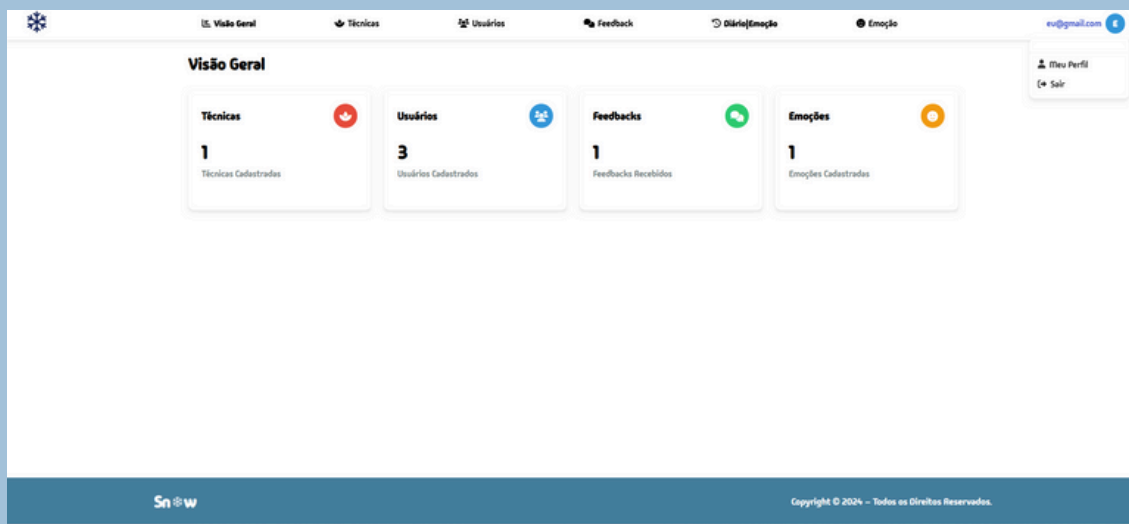 Visão Geral
Técnicas
Usuários
Feedback
Diário|Emoção
Emoção
eu@gmail.com
E
Meu Perfil
Sair
Visão Geral
Técnicas
1
Técnicas Cadastradas
Usuários
3
Usuários Cadastrados
Feedbacks
1
Feedbacks Recebidos
Emoções
1
Emoções Cadastradas
Sn❄w
Copyright © 2024 – Todos os Direitos Reservados.